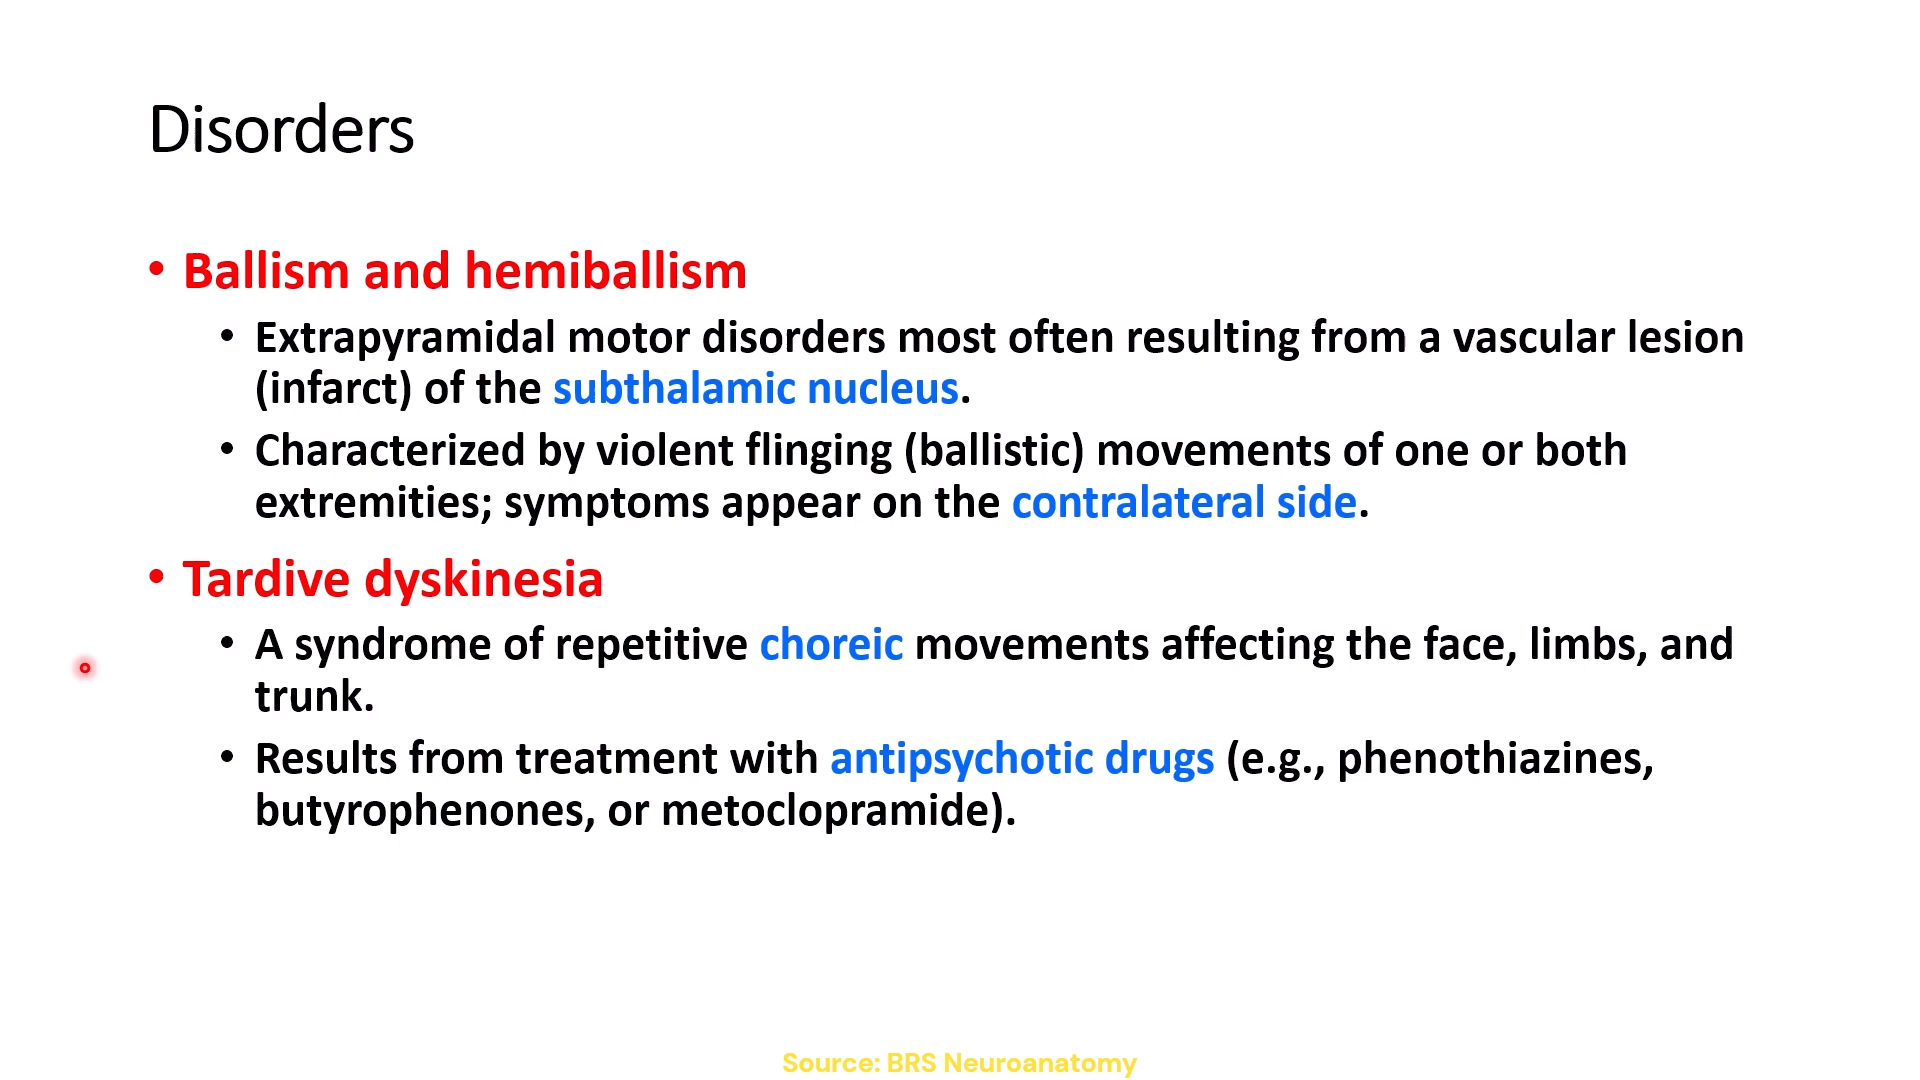 Disorders
• Ballism and hemiballism
• Extrapyramidal motor disorders most often resulting from a vascular lesion
(infarct) of the subthalamic nucleus.
• Characterized by violent flinging (ballistic) movements of one or both
extremities; symptoms appear on the contralateral side.
• Tardive dyskinesia
• A syndrome of repetitive choreic movements affecting the face, limbs, and
trunk.
• Results from treatment with antipsychotic drugs (e.g., phenothiazines,
butyrophenones, or metoclopramide).
Source: BRS Neuroanatomy